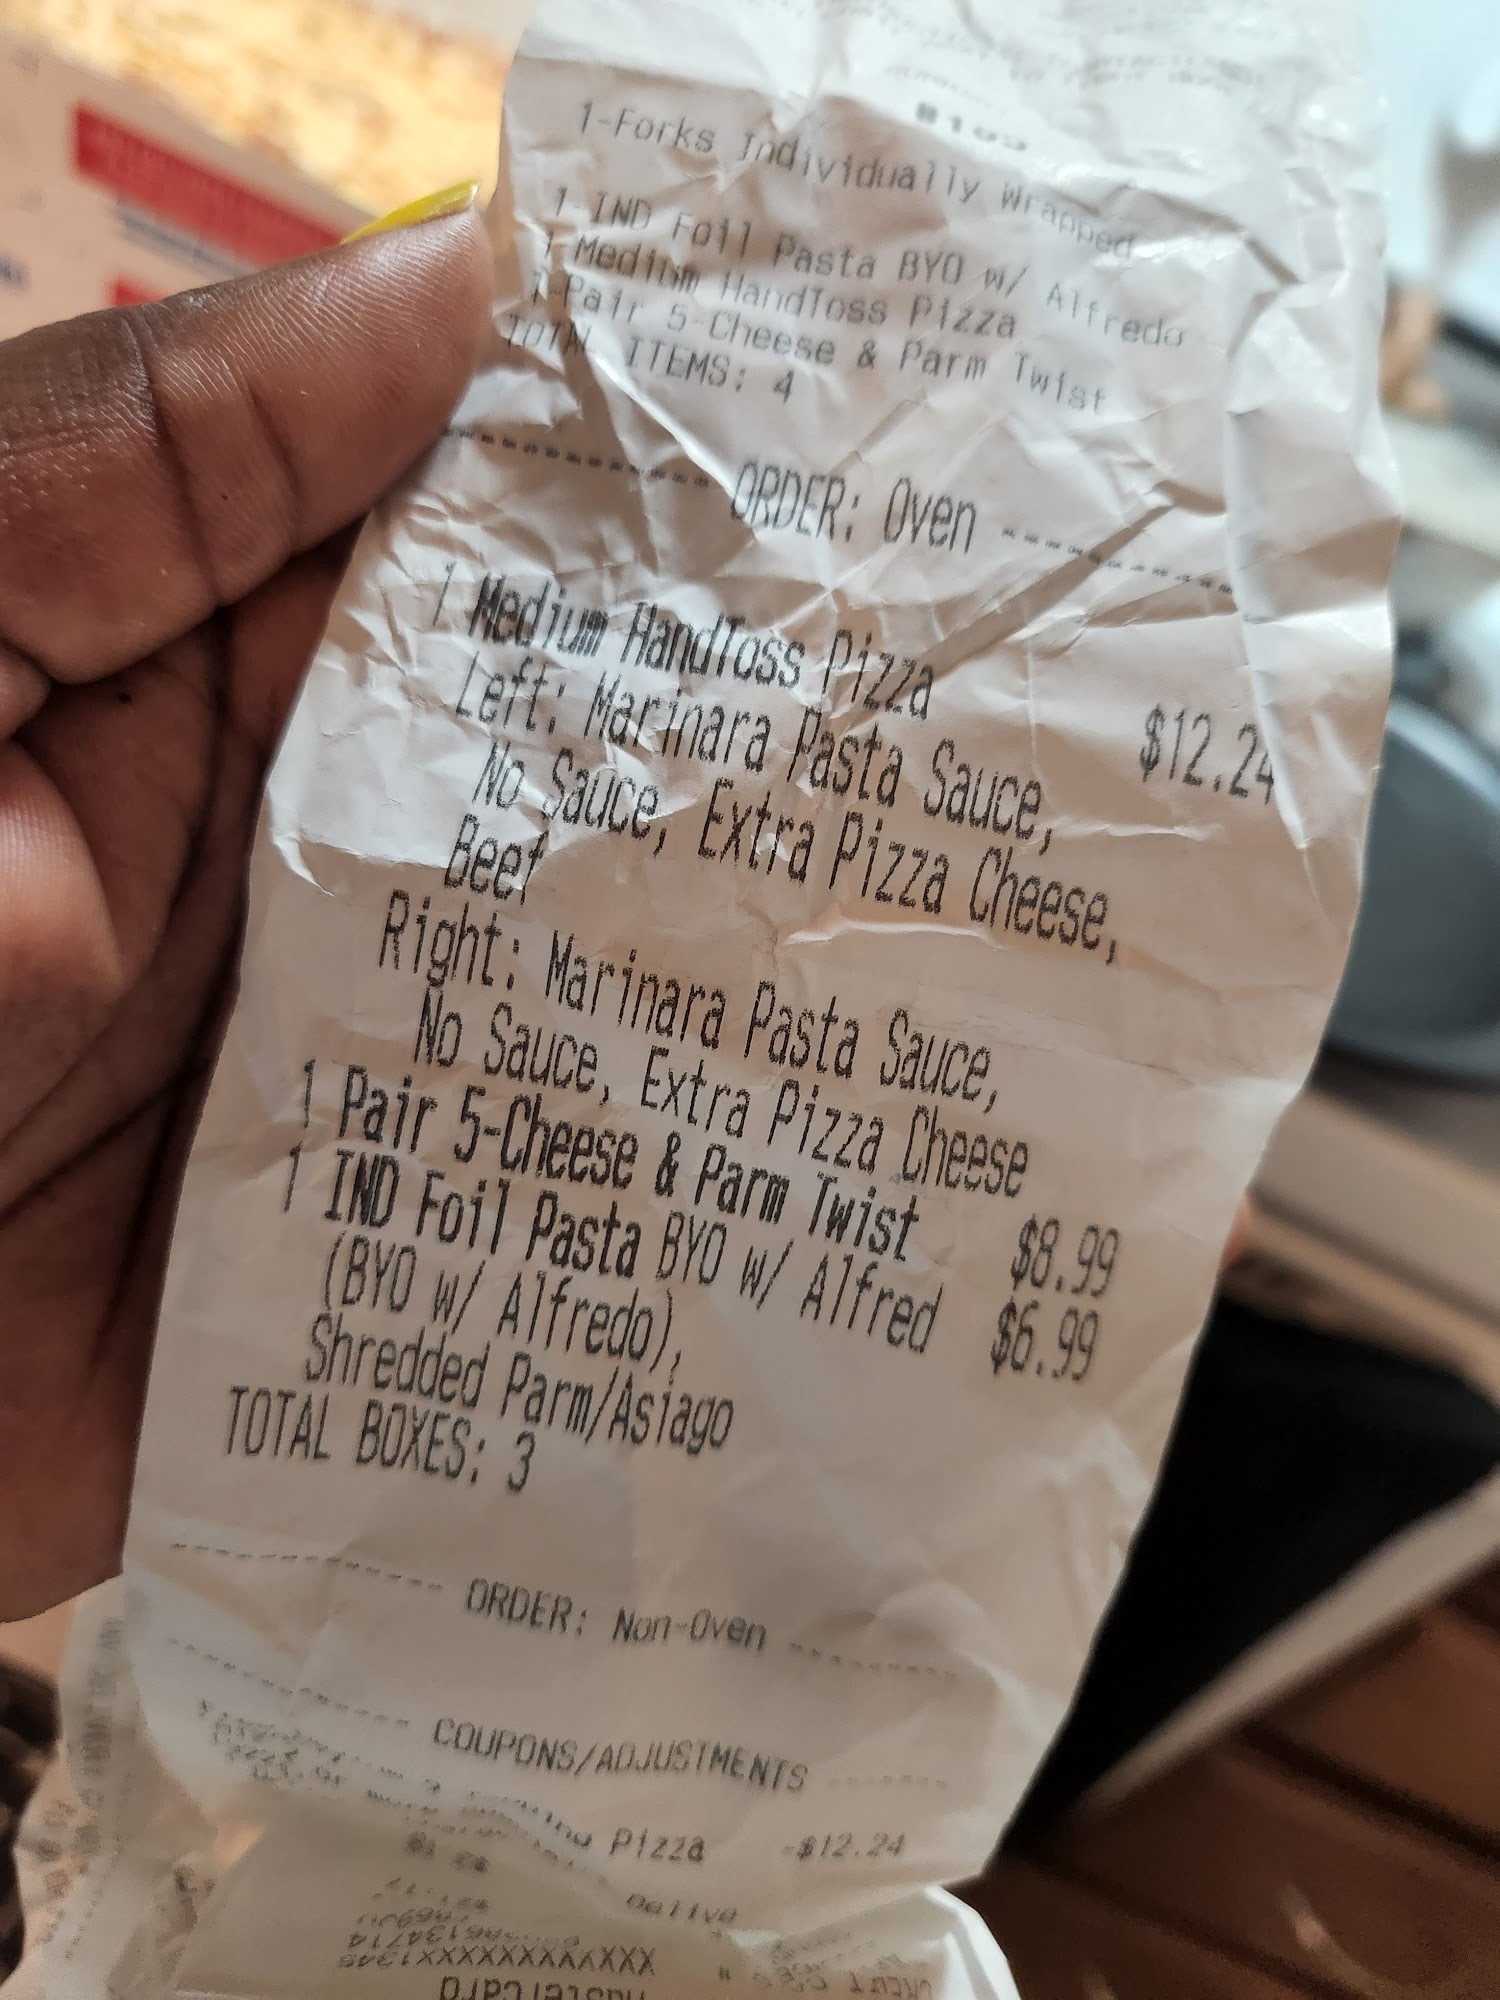 1-Forks Individually Wrapped
1-IND Foil Pasta BYO w/ Alfredo
1-Medium HandToss Pizza
1-Pair 5-Cheese & Parm Twist
TOTAL ITEMS: 4
ORDER: Oven
1 Medium HandToss Pizza $12.24
Left: Marinara Pasta Sauce,
No Sauce, Extra Pizza Cheese,
Beef
Right: Marinara Pasta Sauce,
No Sauce, Extra Pizza Cheese
1 Pair 5-Cheese & Parm Twist $8.99
1 IND Foil Pasta BYO w/ Alfred $6.99
(BYO w/ Alfredo),
Shredded Parm/Asiago
TOTAL BOXES: 3
ORDER: Non-Oven
COUPONS/ADJUSTMENTS
Pizza -$12.24